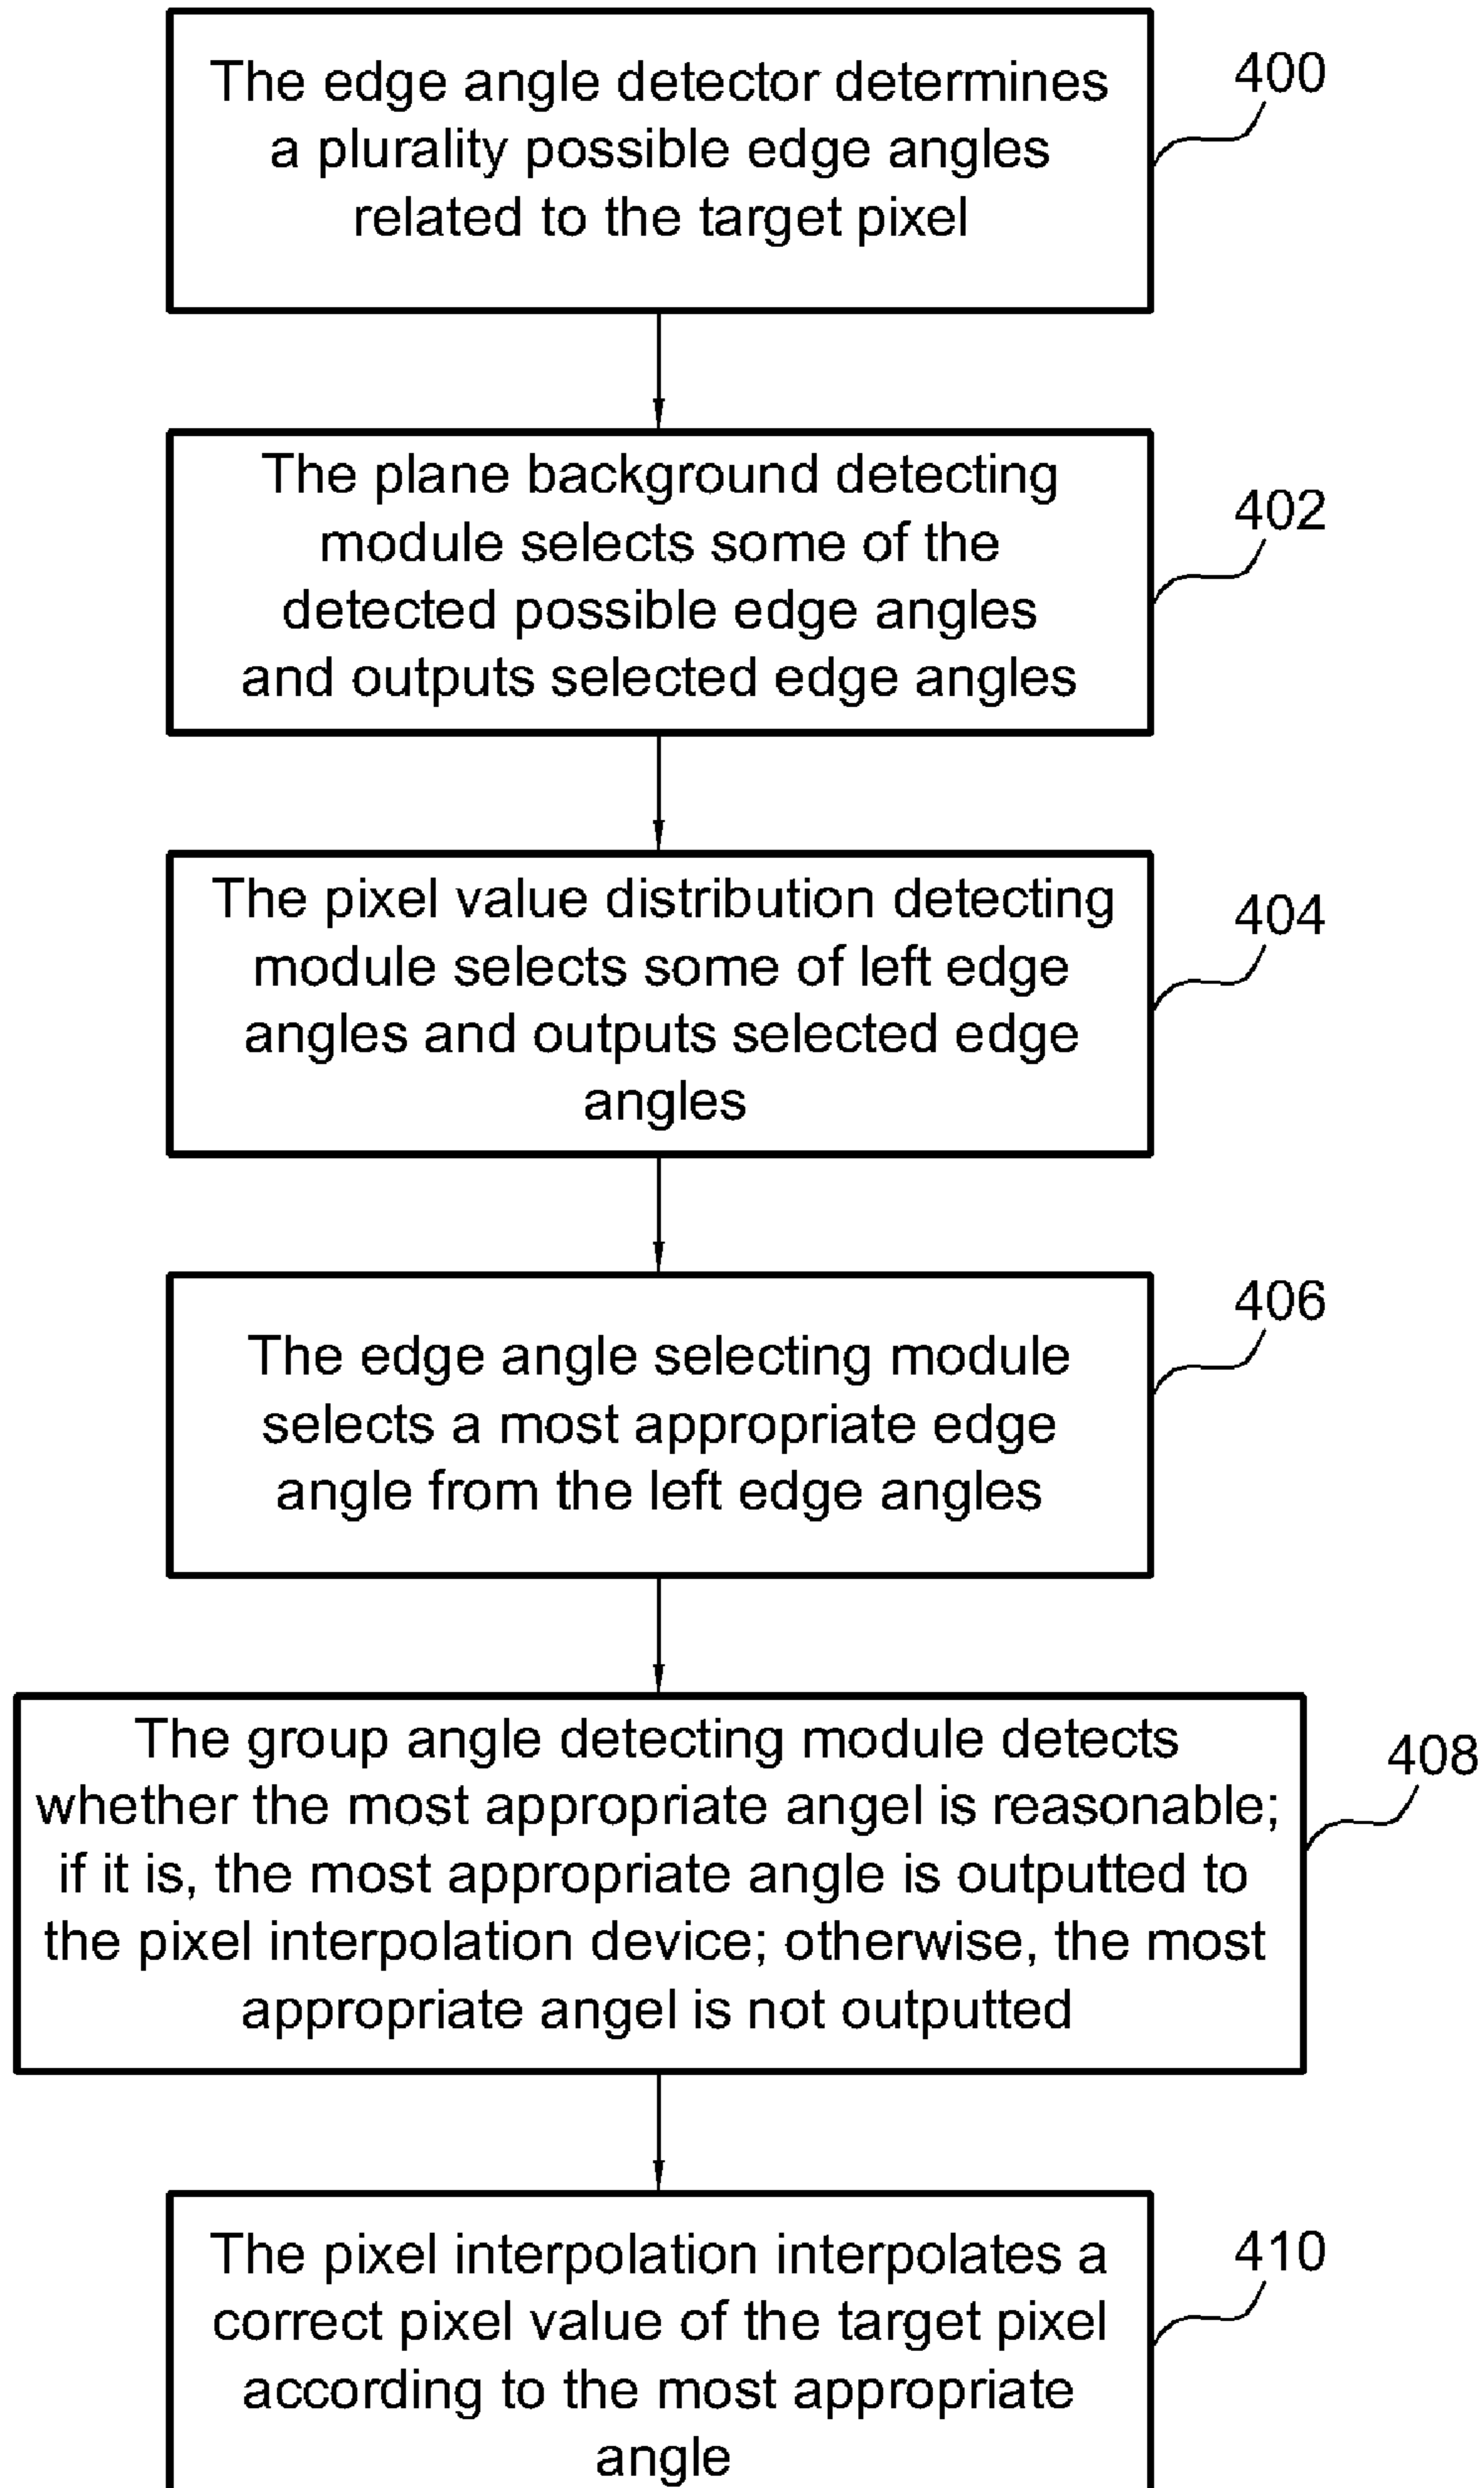 The edge angle detector determines
a plurality possible edge angles
related to the target pixel
400
The plane background detecting
module selects some of the
detected possible edge angles
and outputs selected edge angles
402
The pixel value distribution detecting
module selects some of left edge
angles and outputs selected edge
angles
404
The edge angle selecting module
selects a most appropriate edge
angle from the left edge angles
406
The group angle detecting module detects
whether the most appropriate angel is reasonable;
if it is, the most appropriate angle is outputted to
the pixel interpolation device; otherwise, the most
appropriate angel is not outputted
408
The pixel interpolation interpolates a
correct pixel value of the target pixel
according to the most appropriate
angle
410